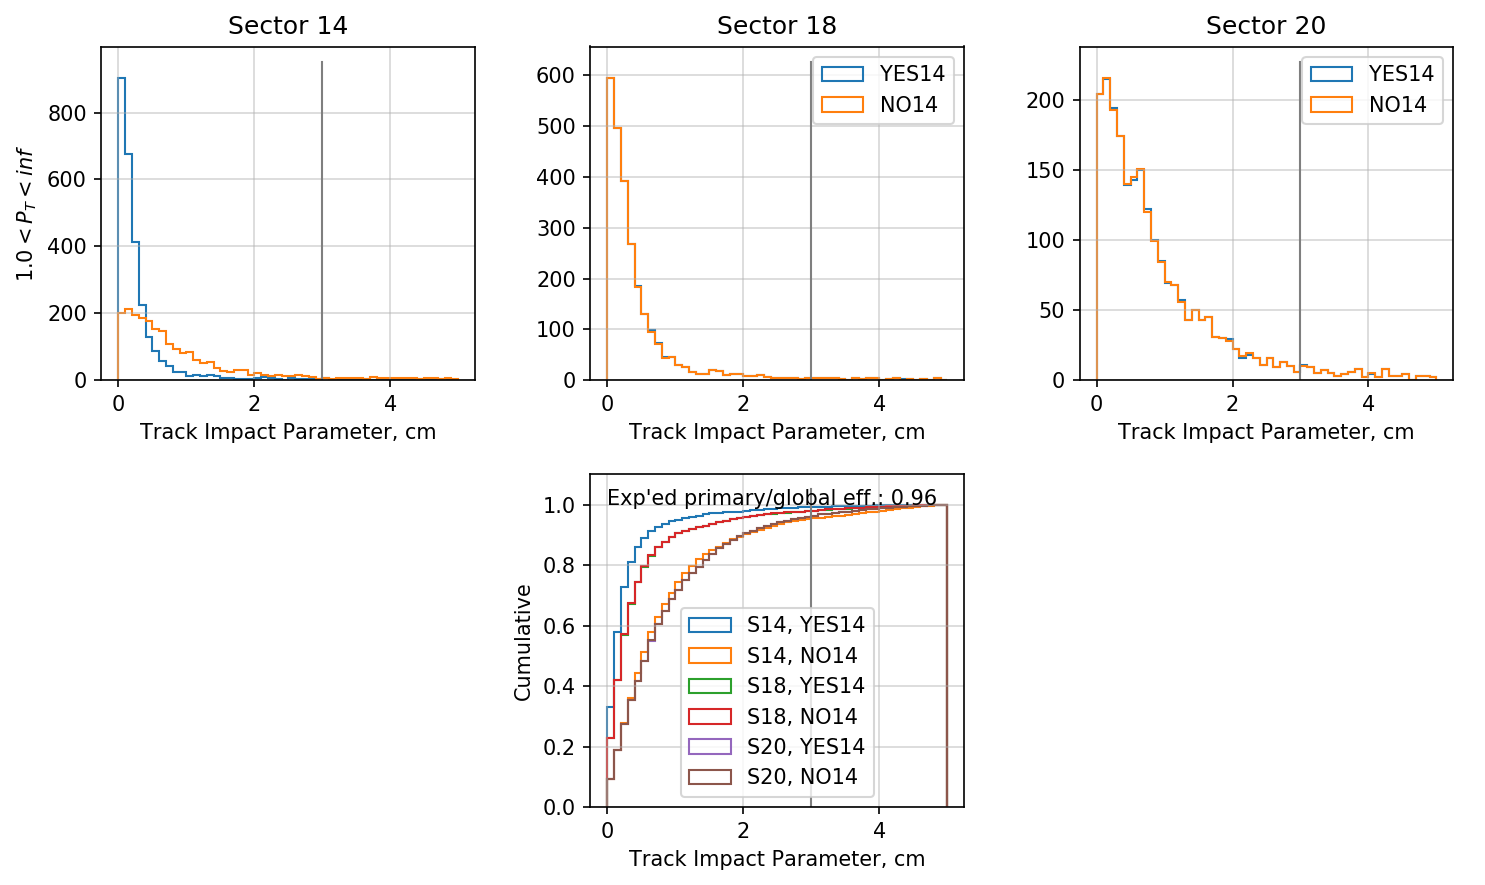 Sector 14
Sector 18
Sector 20
1.0 < P_T < inf
800
600
400
200
0
0
2
4
Track Impact Parameter, cm
600
500
400
300
200
100
0
YES14
NO14
0
2
4
Track Impact Parameter, cm
200
150
100
50
0
YES14
NO14
0
2
4
Track Impact Parameter, cm
Cumulative
1.0
0.8
0.6
0.4
0.2
0.0
Exp'ed primary/global eff.: 0.96
S14, YES14
S14, NO14
S18, YES14
S18, NO14
S20, YES14
S20, NO14
0
2
4
Track Impact Parameter, cm